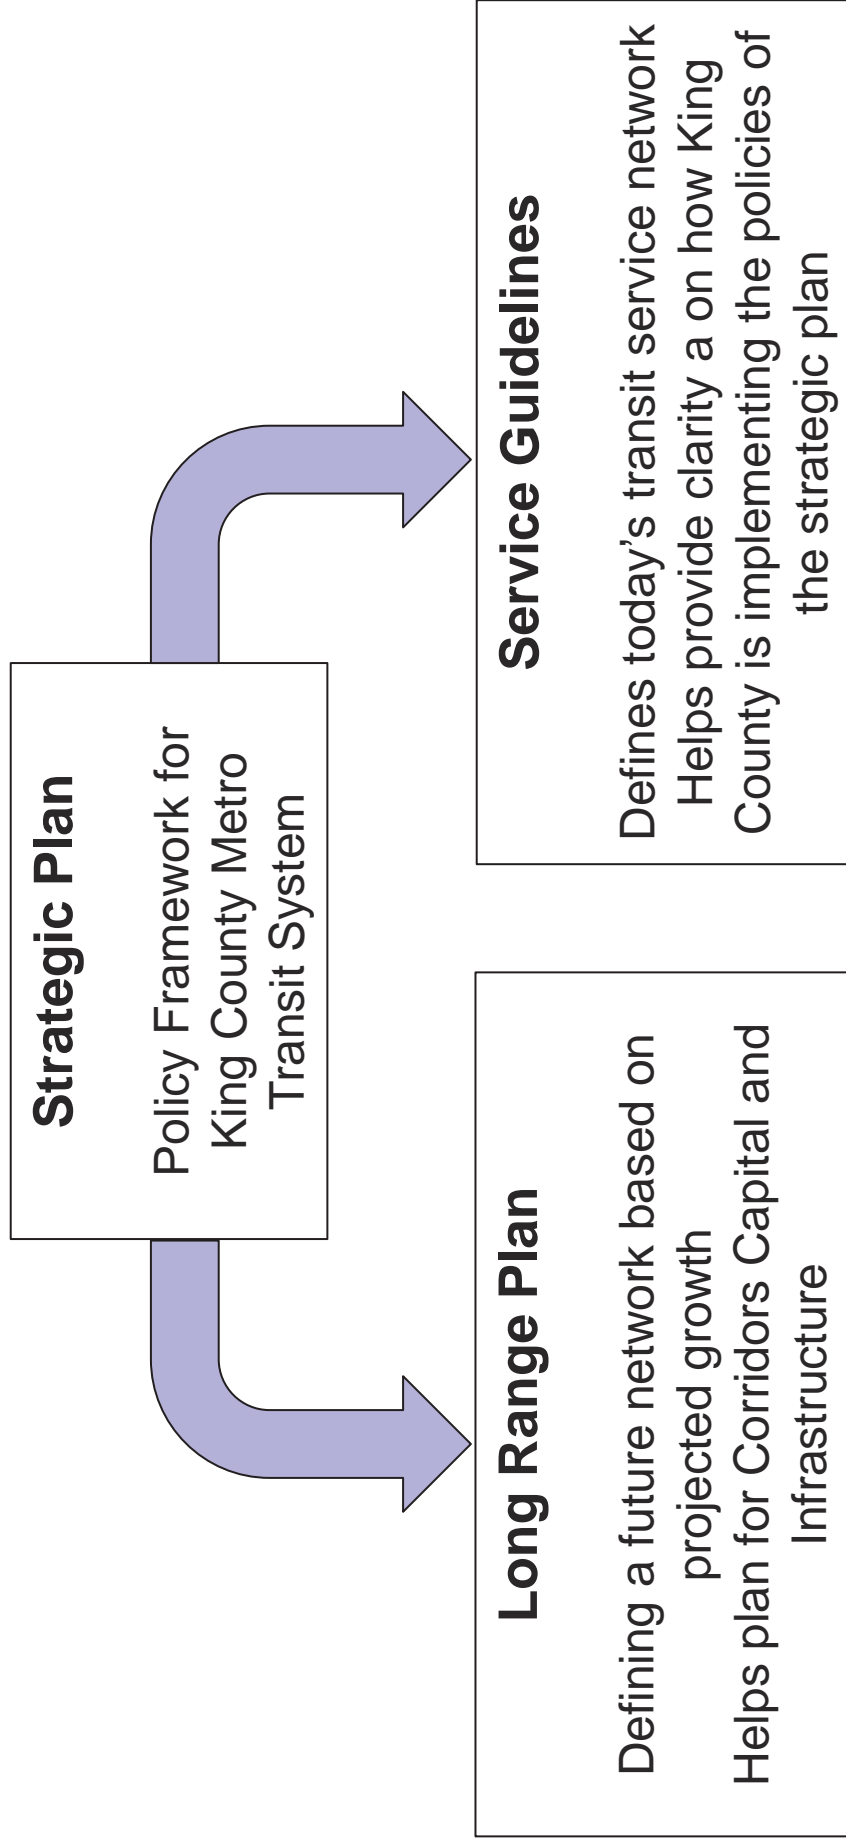 Strategic Plan
Policy Framework for
King County Metro
Transit System
Long Range Plan
Defining a future network based on
projected growth
Helps plan for Corridors Capital and
Infrastructure
Service Guidelines
Defines today’s transit service network
Helps provide clarity a on how King
County is implementing the policies of
the strategic plan